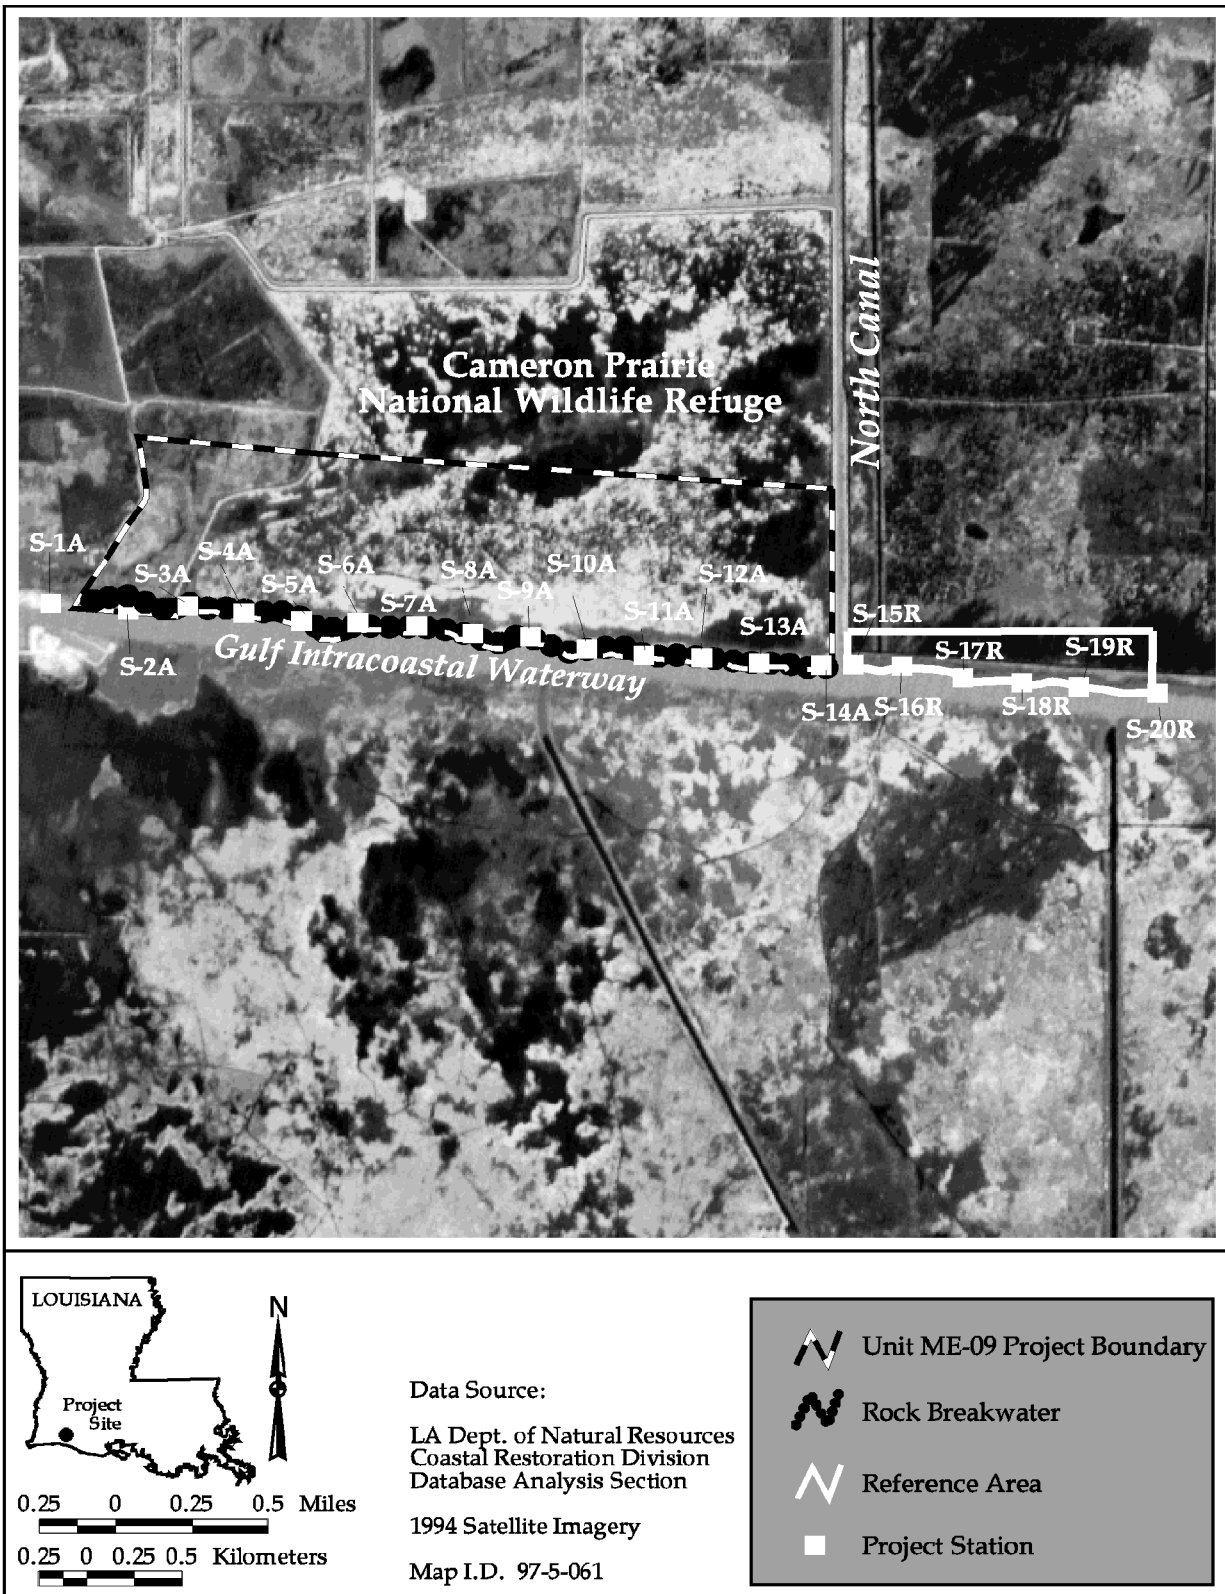 Cameron Prairie
National Wildlife Refuge
North Canal
S-1A
S-2A
S-3A
S-4A
S-5A
S-6A
S-7A
S-8A
S-9A
S-10A
S-11A
S-12A
S-13A
S-14A
S-15R
S-16R
S-17R
S-18R
S-19R
S-20R
Gulf Intracoastal Waterway
LOUISIANA
Project
Site
N
0.25 0 0.25 0.5 Miles
0.25 0 0.25 0.5 Kilometers
Data Source:
LA Dept. of Natural Resources
Coastal Restoration Division
Database Analysis Section
1994 Satellite Imagery
Map I.D. 97-5-061
Unit ME-09 Project Boundary
Rock Breakwater
Reference Area
Project Station